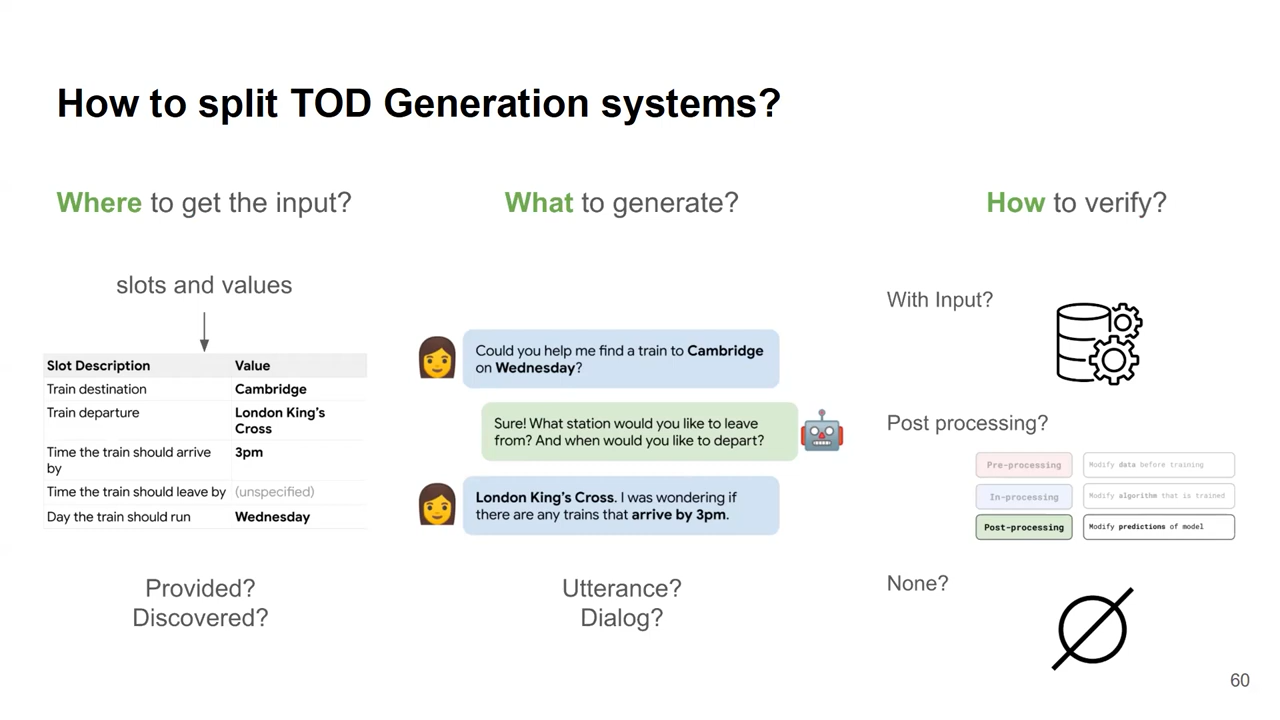 How to split TOD Generation systems?
Where to get the input?
slots and values
Slot Description Value
Train destination Cambridge
Train departure London King's
Cross
Time the train should arrive 3pm
by
Time the train should leave by (unspecified)
Day the train should run Wednesday
Provided?
Discovered?
What to generate?
Could you help me find a train to Cambridge
on Wednesday?
Sure! What station would you like to leave
from? And when would you like to depart?
London King's Cross. I was wondering if
there are any trains that arrive by 3pm.
Utterance?
Dialog?
How to verify?
With Input?
Post processing?
Pre-processing Modify data before training
In-processing Modify algorithm that is trained
Post-processing Modify predictions of model
None?
60